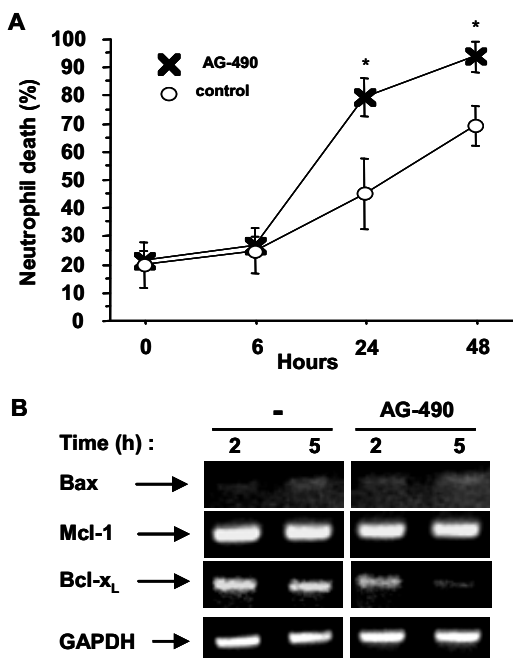 A
100
90
80
70
60
50
40
30
20
10
0
Neutrophil death (%)
AG-490
control
*
*
0 6 24 48
Hours
B
- AG-490
Time (h) : 2 5 2 5
Bax
Mcl-1
Bcl-xL
GAPDH